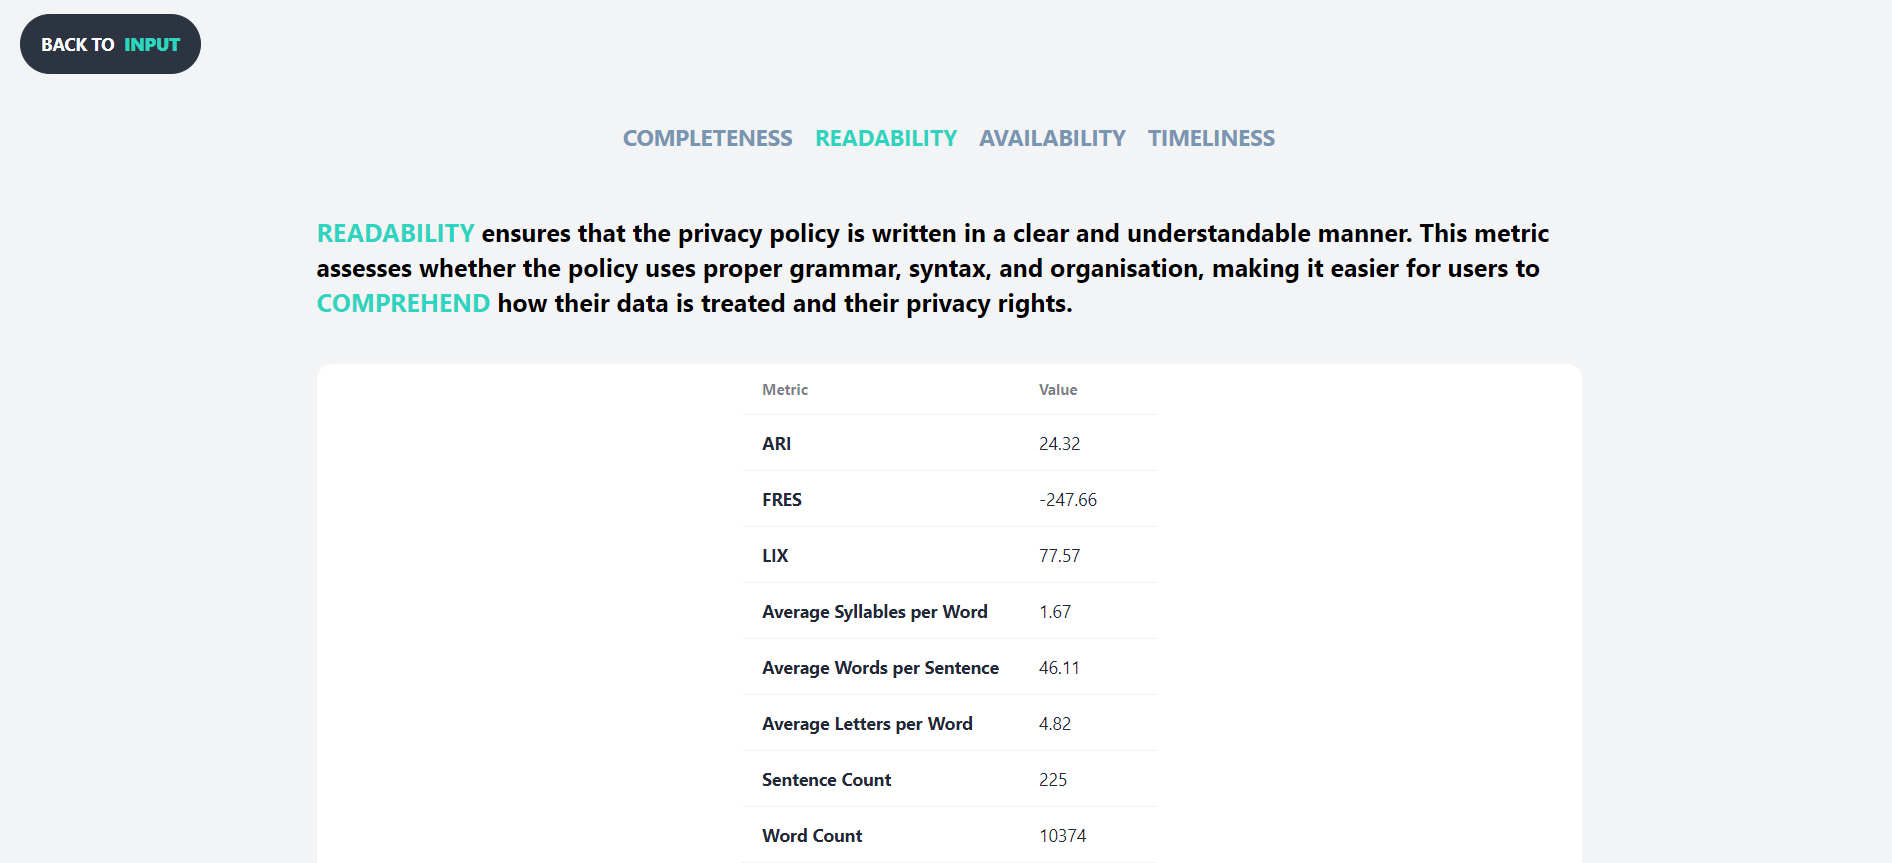 BACK TO INPUT
COMPLETENESS READABILITY AVAILABILITY TIMELINESS
READABILITY ensures that the privacy policy is written in a clear and understandable manner. This metric
assesses whether the policy uses proper grammar, syntax, and organisation, making it easier for users to
COMPREHEND how their data is treated and their privacy rights.
Metric Value
ARI 24.32
FRES -247.66
LIX 77.57
Average Syllables per Word 1.67
Average Words per Sentence 46.11
Average Letters per Word 4.82
Sentence Count 225
Word Count 10374